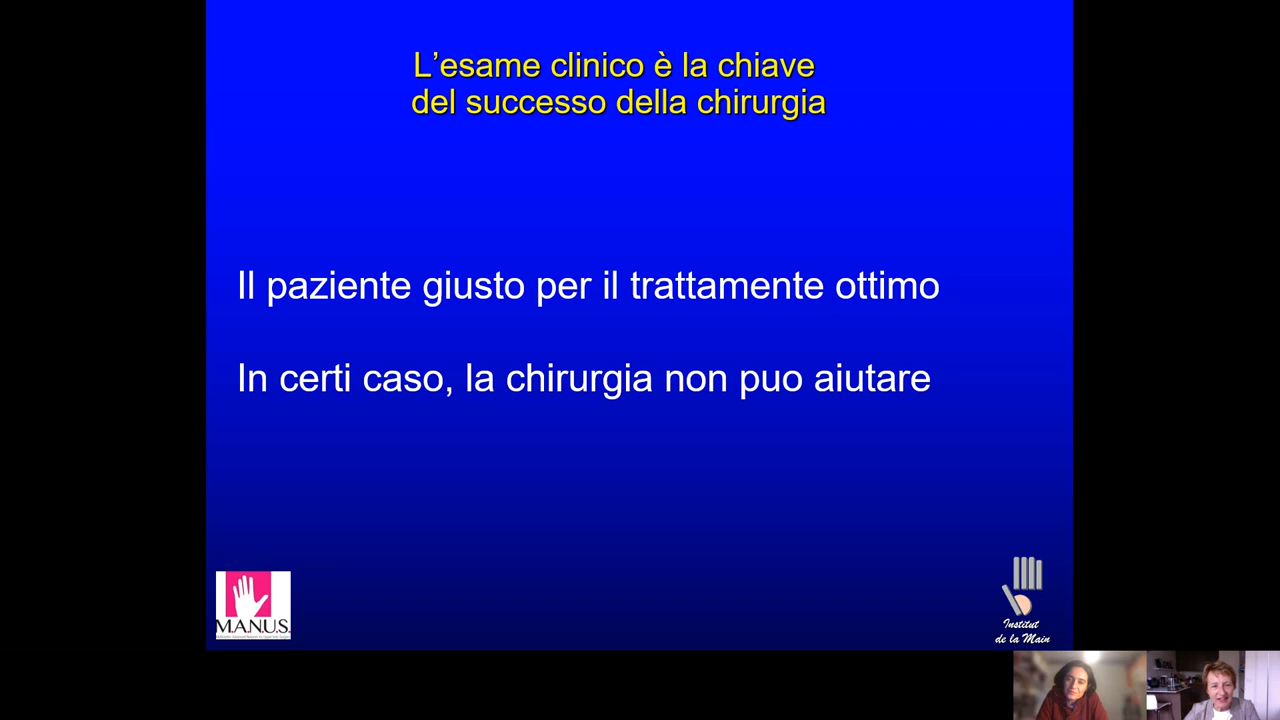 L’esame clinico è la chiave
del successo della chirurgia
Il paziente giusto per il trattamente ottimo
In certi caso, la chirurgia non puo aiutare
M.A.N.U.S.
Institut
de la Main